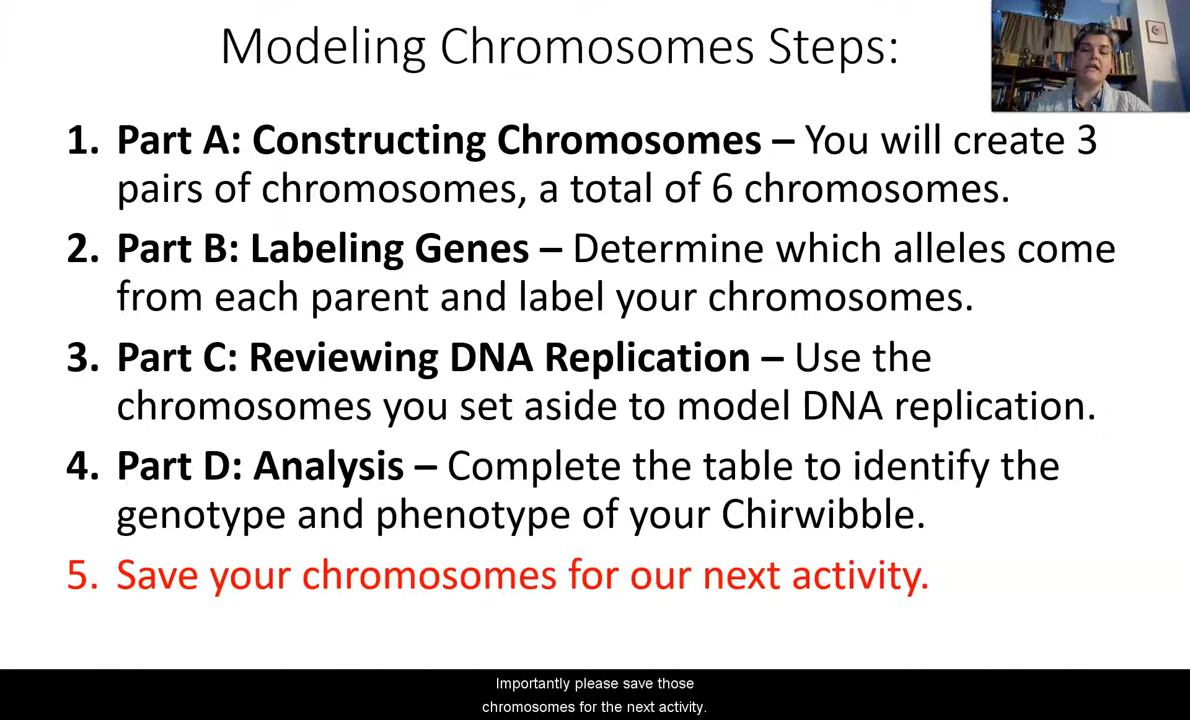 Modeling Chromosomes Steps:
1. Part A: Constructing Chromosomes – You will create 3
pairs of chromosomes, a total of 6 chromosomes.
2. Part B: Labeling Genes – Determine which alleles come
from each parent and label your chromosomes.
3. Part C: Reviewing DNA Replication – Use the
chromosomes you set aside to model DNA replication.
4. Part D: Analysis – Complete the table to identify the
genotype and phenotype of your Chirwibble.
5. Save your chromosomes for our next activity.
Importantly please save those
chromosomes for the next activity.